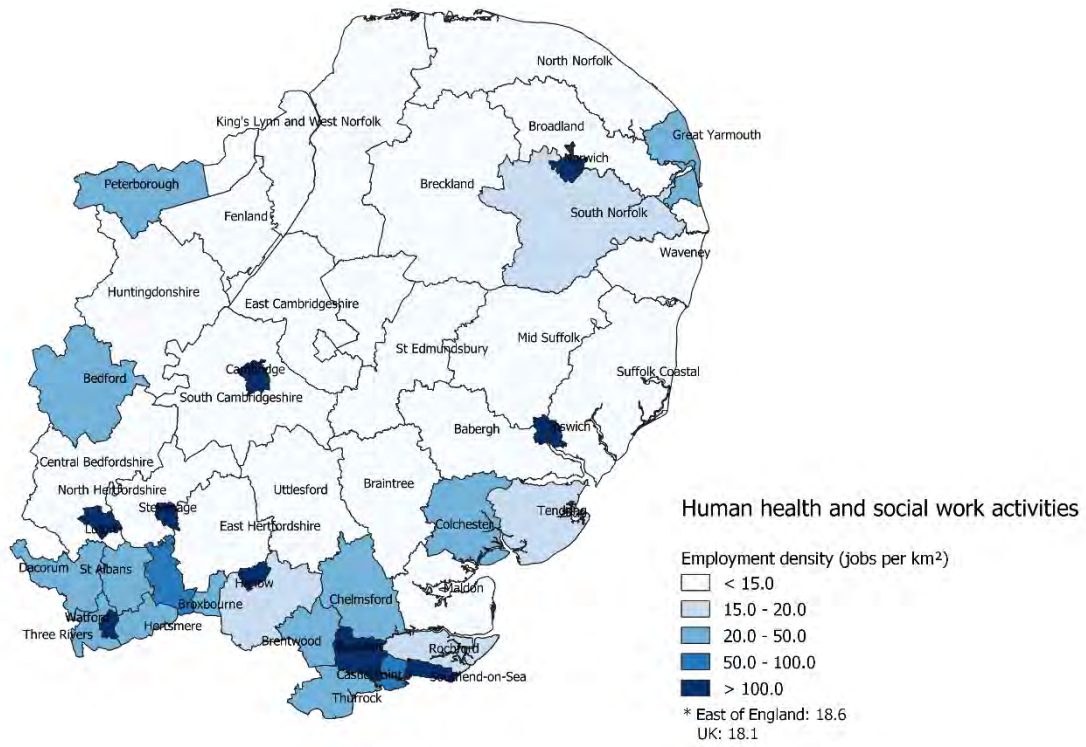 North Norfolk
King's Lynn and West Norfolk
Broadland
Great Yarmouth
Norwich
Peterborough
Breckland
South Norfolk
Fenland
Waveney
Huntingdonshire
East Cambridgeshire
Mid Suffolk
St Edmundsbury
Cambridge
Suffolk Coastal
Bedford
South Cambridgeshire
Babergh
Ipswich
Central Bedfordshire
Braintree
North Hertfordshire
Uttlesford
Stevenage
Tendring
Luton
East Hertfordshire
Colchester
Dacorum
St Albans
Harlow
Maldon
Broxbourne
Chelmsford
Watford
Hertsmere
Three Rivers
Brentwood
Rochford
Castle Point
Southend-on-Sea
Thurrock
Human health and social work activities
Employment density (jobs per km²)
< 15.0
15.0 - 20.0
20.0 - 50.0
50.0 - 100.0
> 100.0
* East of England: 18.6
UK: 18.1